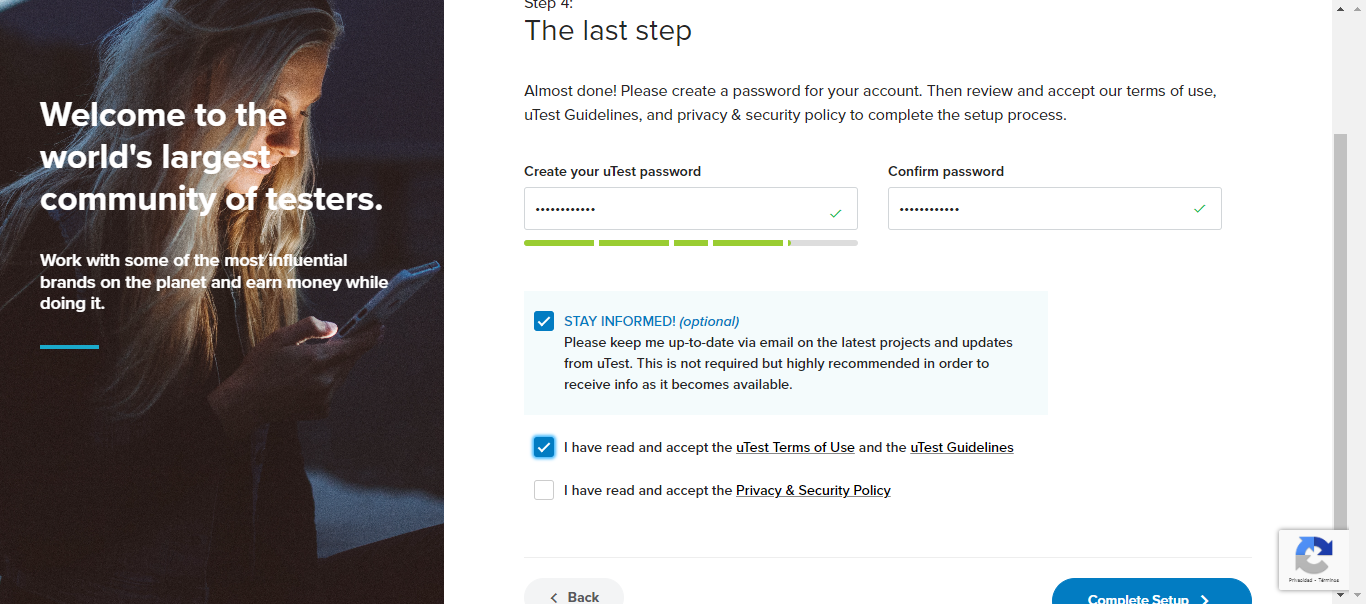 Step 4:
The last step
Welcome to the
world's largest
community of testers.
Work with some of the most influential
brands on the planet and earn money while
doing it.
Almost done! Please create a password for your account. Then review and accept our terms of use,
uTest Guidelines, and privacy & security policy to complete the setup process.
Create your uTest password
Confirm password
••••••••••••
••••••••••••
STAY INFORMED! (optional)
Please keep me up-to-date via email on the latest projects and updates
from uTest. This is not required but highly recommended in order to
receive info as it becomes available.
I have read and accept the uTest Terms of Use and the uTest Guidelines
I have read and accept the Privacy & Security Policy
Back
Complete Setup
Privacidad - Términos